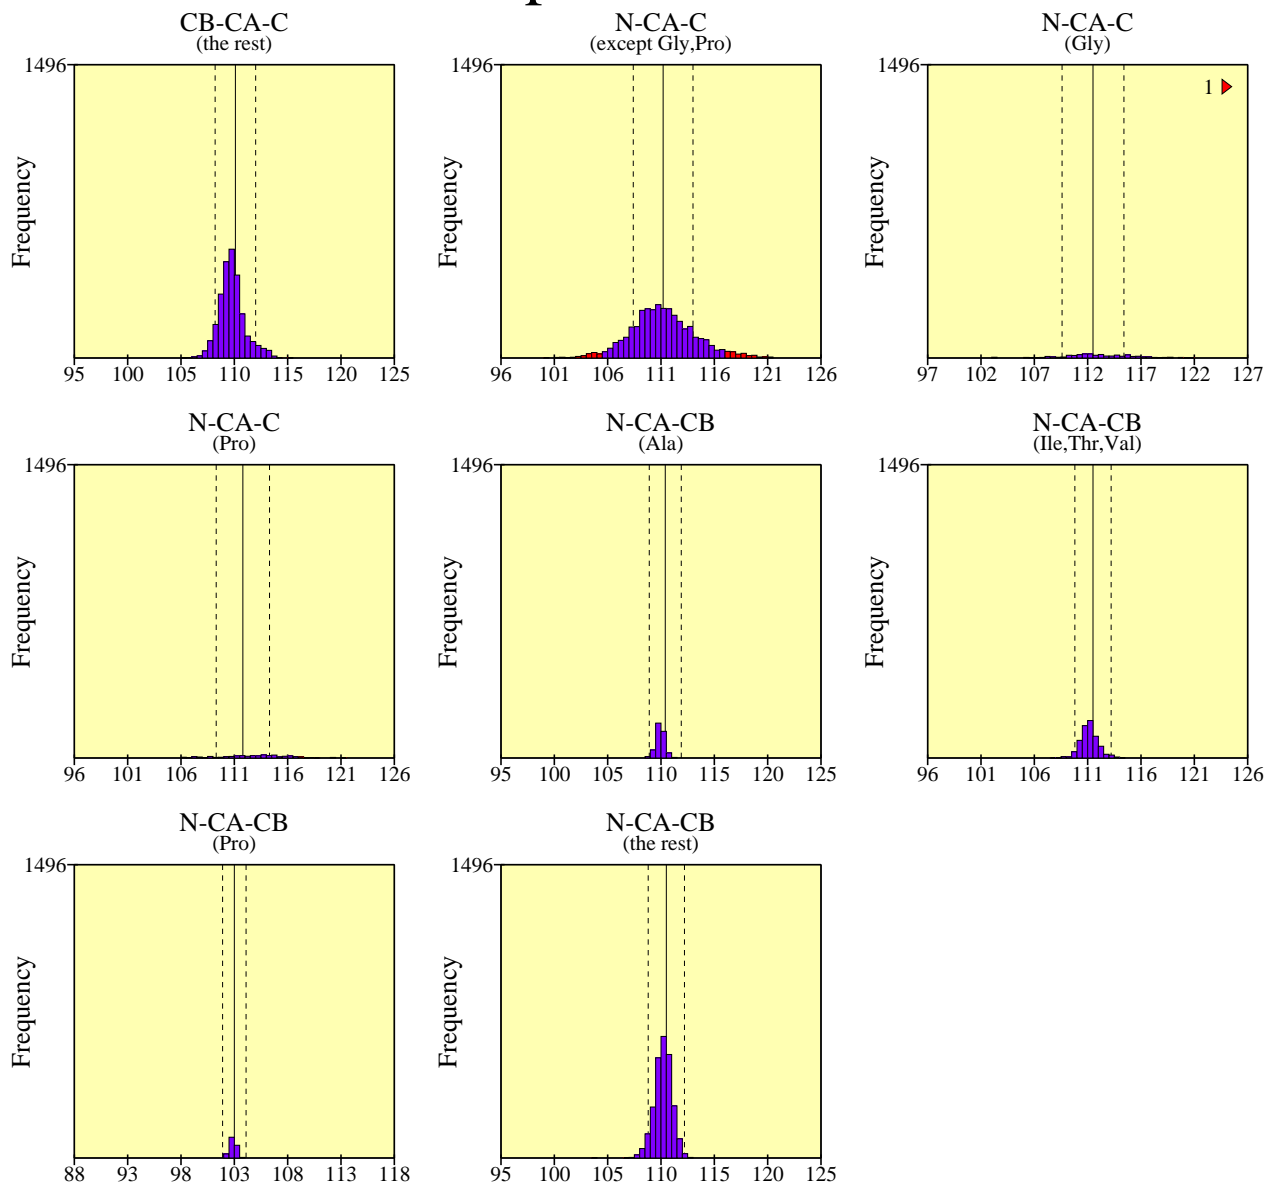 CB-CA-C
(the rest)
1496
Frequency
95 100 105 110 115 120 125
N-CA-C
(except Gly,Pro)
1496
Frequency
96 101 106 111 116 121 126
N-CA-C
(Gly)
1496
1
Frequency
97 102 107 112 117 122 127
N-CA-C
(Pro)
1496
Frequency
96 101 106 111 116 121 126
N-CA-CB
(Ala)
1496
Frequency
95 100 105 110 115 120 125
N-CA-CB
(Ile,Thr,Val)
1496
Frequency
96 101 106 111 116 121 126
N-CA-CB
(Pro)
1496
Frequency
88 93 98 103 108 113 118
N-CA-CB
(the rest)
1496
Frequency
95 100 105 110 115 120 125